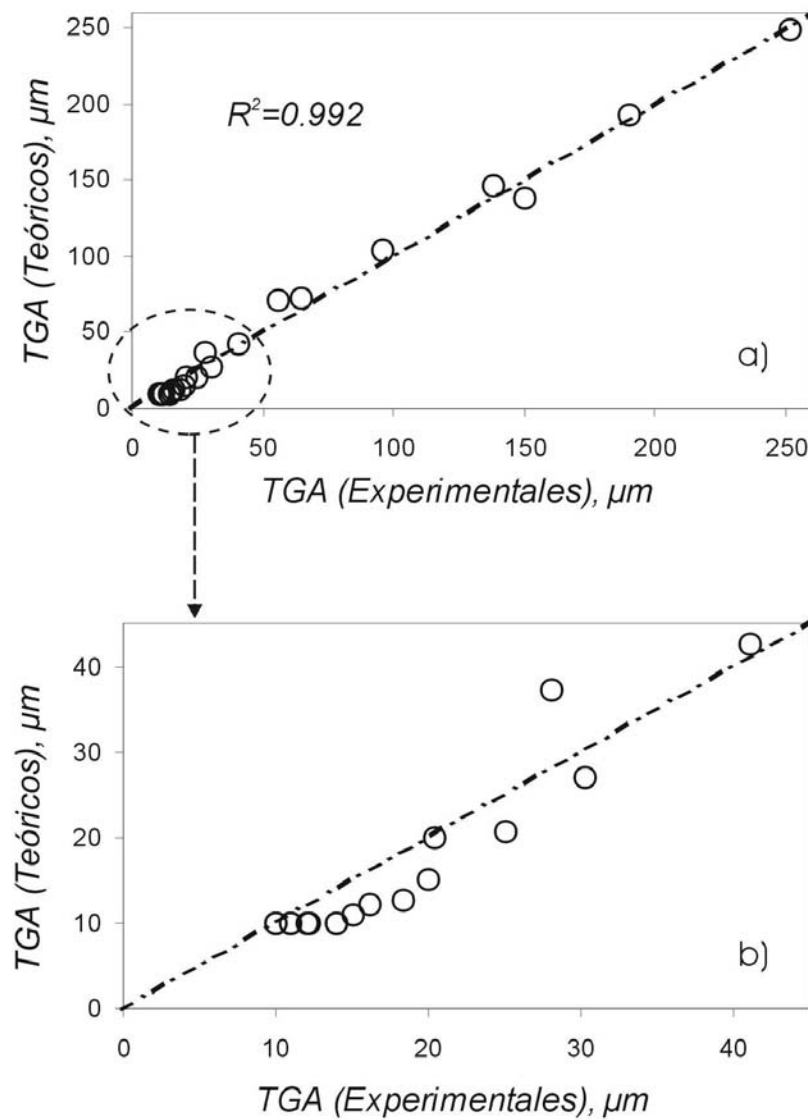 250
200
150
100
50
0
TGA (Teóricos), µm
R²=0.992
a)
0 50 100 150 200 250
TGA (Experimentales), µm
40
30
20
10
0
TGA (Teóricos), µm
b)
0 10 20 30 40
TGA (Experimentales), µm